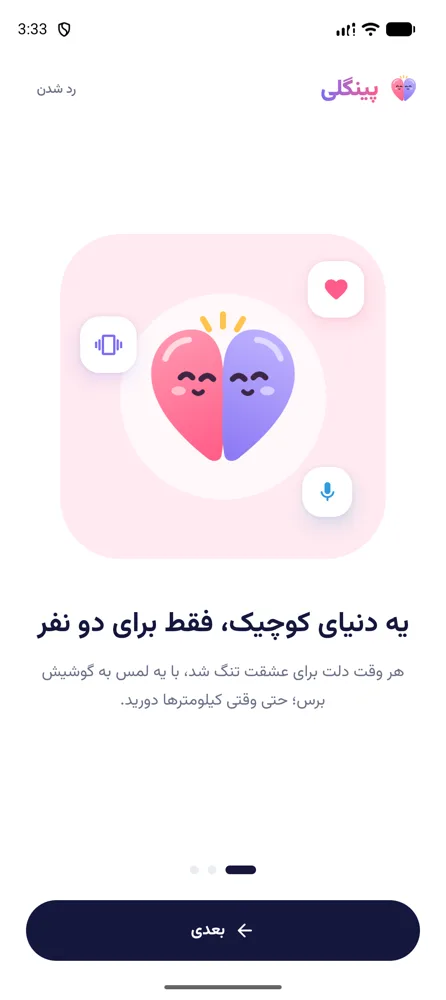 3:33
پینگلی
رد شدن
یه دنیای کوچیک، فقط برای دو نفر
هر وقت دلت برای عشقت تنگ شد، با یه لمس به گوشیش
برس؛ حتی وقتی کیلومترها دورید.
بعدی